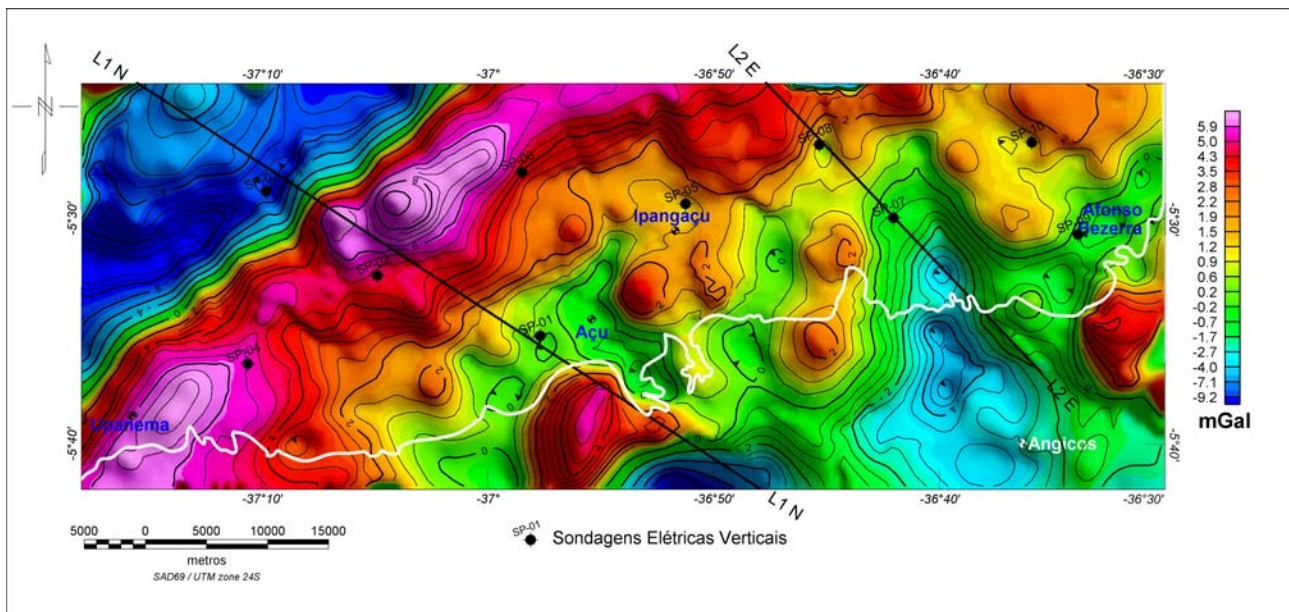 L1 N
L2 E
N
-37°10'
-37°
-36°50'
-36°40'
-36°30'
5.9
5.0
4.3
3.5
2.8
2.2
1.9
1.5
1.2
0.9
0.6
0.2
-0.2
-0.7
-1.7
-2.7
-4.0
-7.1
-9.2
mGal
SP-08
SP-10
SP-06
SP-05
Ipangaçu
SP-07
Afonso
Bezerra
-5°30'
-5°30'
SP-02
SP-01
Açu
SP-04
Upanema
L2 E
Angicos
-5°40'
-5°40'
L1 N
-37°10'
-37°
-36°50'
-36°40'
-36°30'
5000 0 5000 10000 15000
metros
SAD69 / UTM zone 24S
SP-01
Sondagens Elétricas Verticais